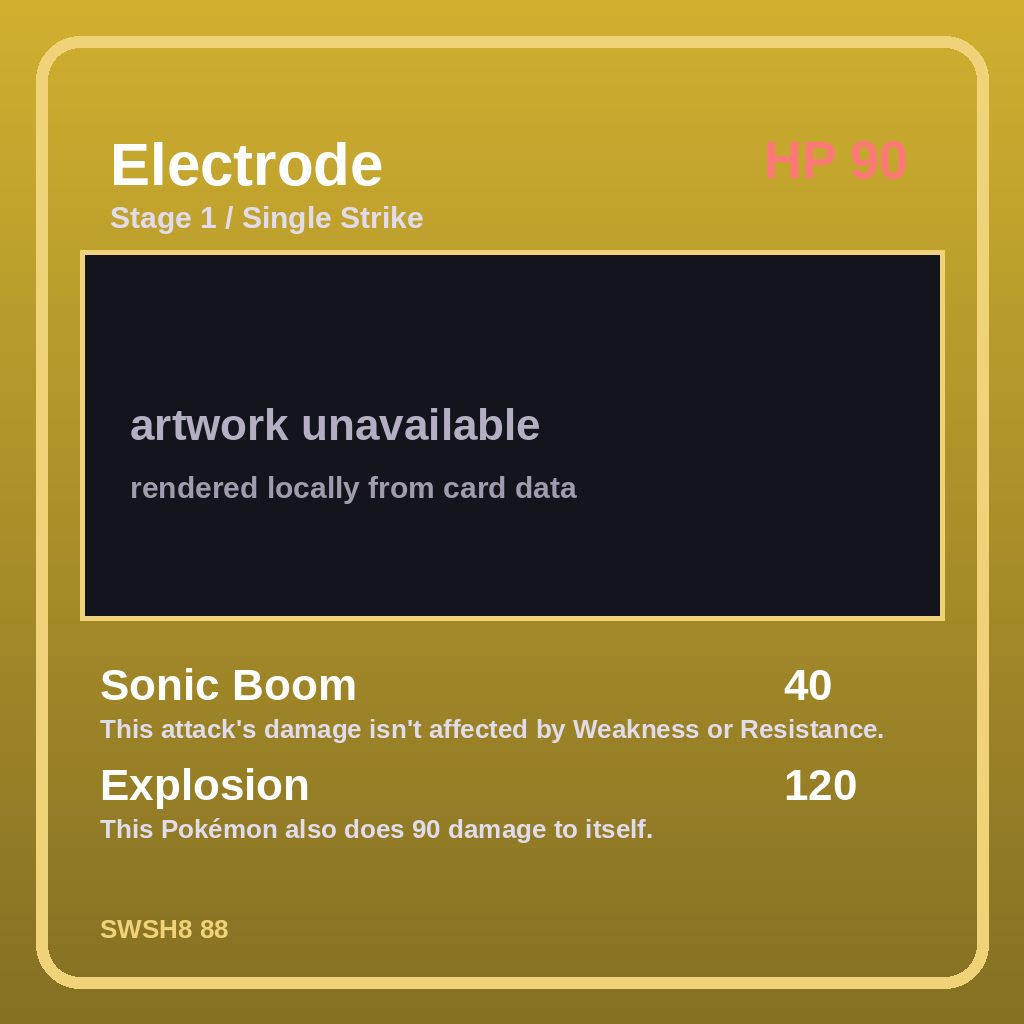 Electrode
HP 90
Stage 1 / Single Strike
artwork unavailable
rendered locally from card data
Sonic Boom 40
This attack's damage isn't affected by Weakness or Resistance.
Explosion 120
This Pokémon also does 90 damage to itself.
SWSH8 88